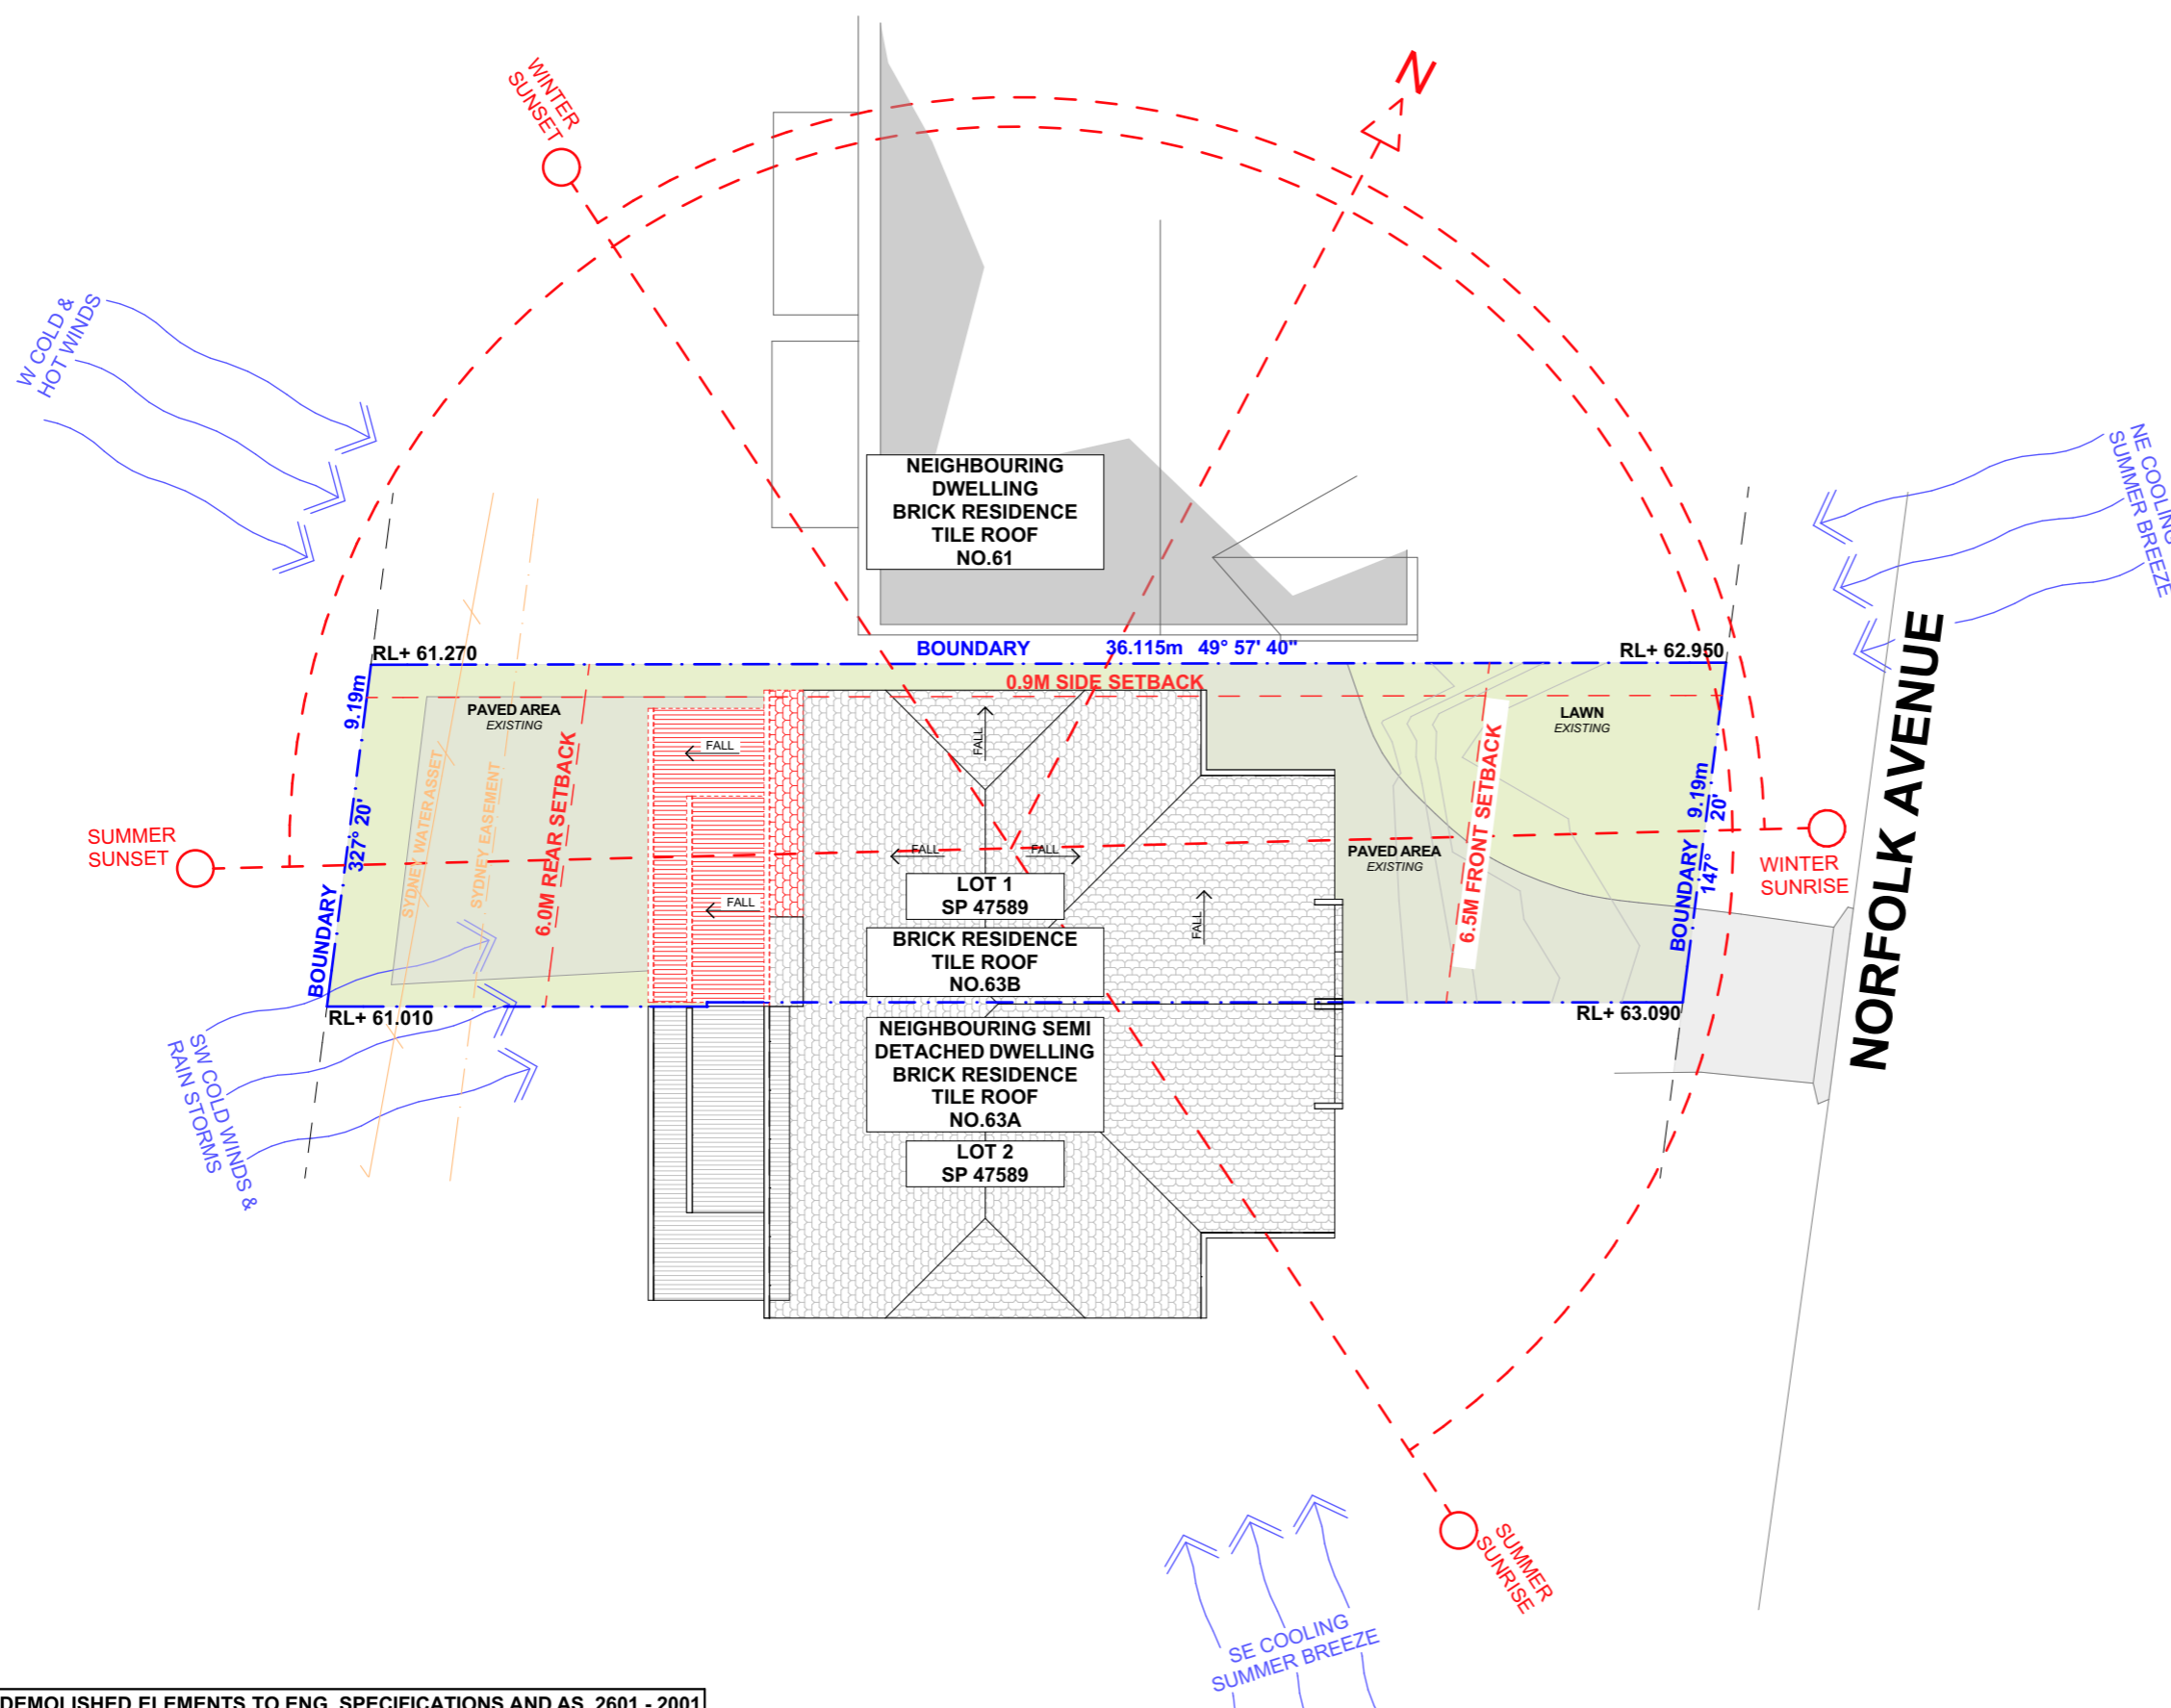 N
WINTER
SUNSET
W COLD &
HOT WINDS
NE COOLING
SUMMER BREEZE
NEIGHBOURING
DWELLING
BRICK RESIDENCE
TILE ROOF
NO.61
BOUNDARY 36.115m 49° 57' 40"
RL+ 61.270
RL+ 62.950
0.9M SIDE SETBACK
9.19m
327° 20'
BOUNDARY
PAVED AREA
EXISTING
SYDNEY WATER ASSET
SYDNEY EASEMENT
6.0M REAR SETBACK
FALL
FALL
FALL
FALL
FALL
FALL
LAWN
EXISTING
6.5M FRONT SETBACK
PAVED AREA
EXISTING
9.19m
20'
147°
BOUNDARY
NORFOLK AVENUE
SUMMER
SUNSET
WINTER
SUNRISE
LOT 1
SP 47589
BRICK RESIDENCE
TILE ROOF
NO.63B
RL+ 61.010
RL+ 63.090
NEIGHBOURING SEMI
DETACHED DWELLING
BRICK RESIDENCE
TILE ROOF
NO.63A
LOT 2
SP 47589
SW COLD WINDS &
RAIN STORMS
SUMMER
SUNRISE
SE COOLING
SUMMER BREEZE
DEMOLISHED ELEMENTS TO ENG. SPECIFICATIONS AND AS. 2601 - 2001